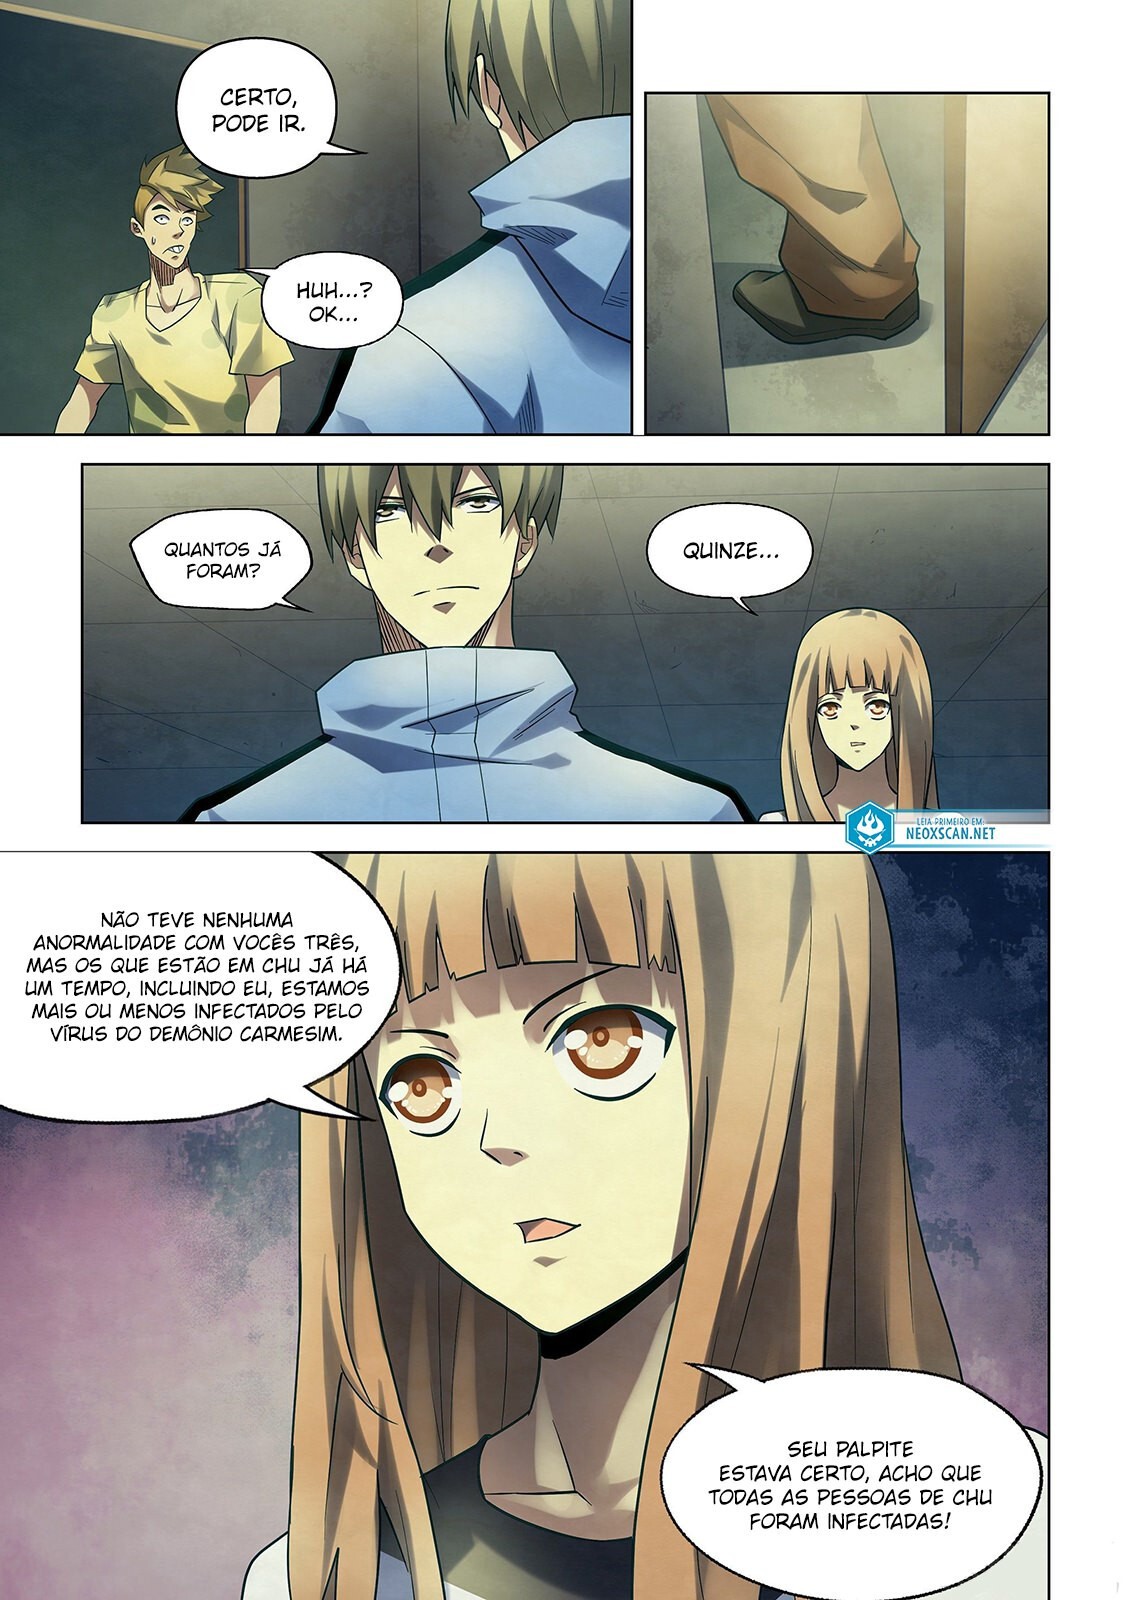 CERTO,
PODE IR.
HUH...?
OK...
QUANTOS JÁ
FORAM?
QUINZE...
LEIA PRIMEIRO EM:
NEOXSCAN.NET
NÃO TEVE NENHUMA
ANORMALIDADE COM VOCÊS TRÊS,
MAS OS QUE ESTÃO EM CHU JÁ HÁ
UM TEMPO, INCLUINDO EU, ESTAMOS
MAIS OU MENOS INFECTADOS PELO
VÍRUS DO DEMÔNIO CARMESIM.
SEU PALPITE
ESTAVA CERTO, ACHO QUE
TODAS AS PESSOAS DE CHU
FORAM INFECTADAS!